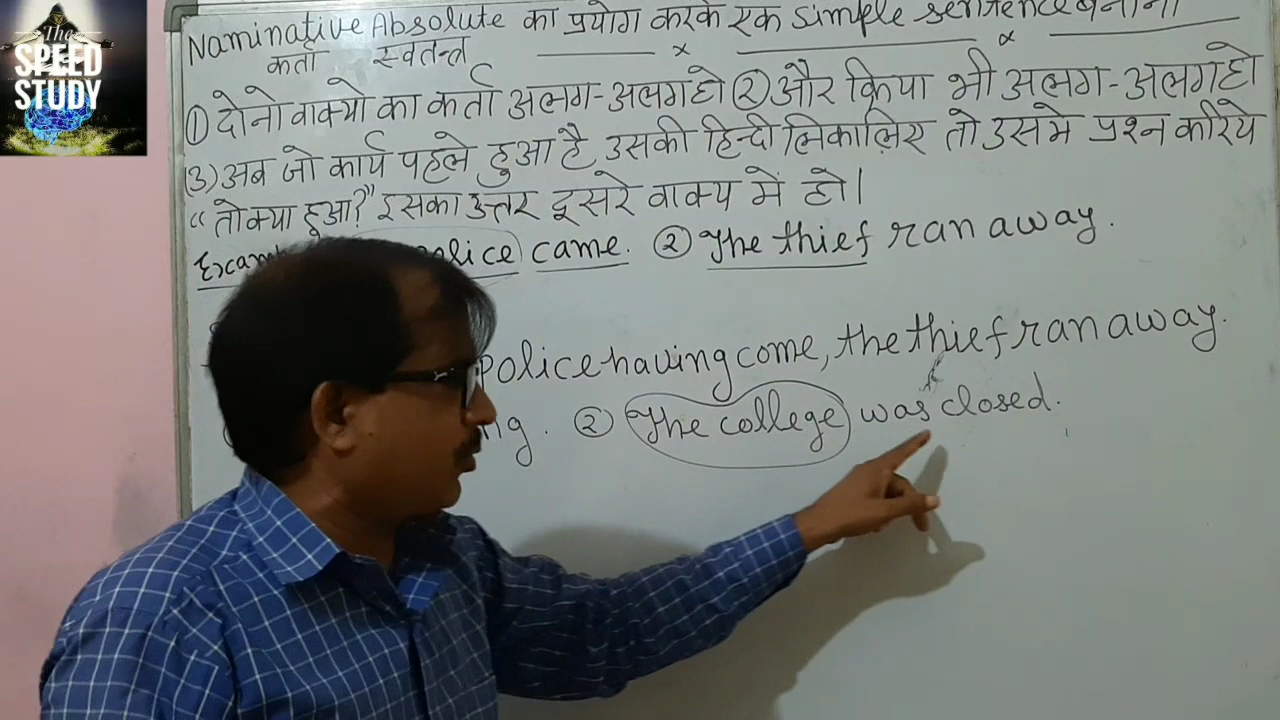 The
SPEED
STUDY
Naminative Absolute का प्रयोग करके एक simple sentence बनाना
कर्ता स्वतन्त्र
① दोनो वाक्यो का कर्ता अलग-अलग हो ② और क्रिया भी अलग-अलग हो
(3) अब जो कार्य पहले हुआ है उसकी हिन्दी निकालिए तो उसमे प्रश्न करिये
"तो क्या हुआ?" इसका उत्तर दूसरे वाक्य में हो।
came. ② The thief ran away.
police having come, the thief ran away.
② The college was closed.